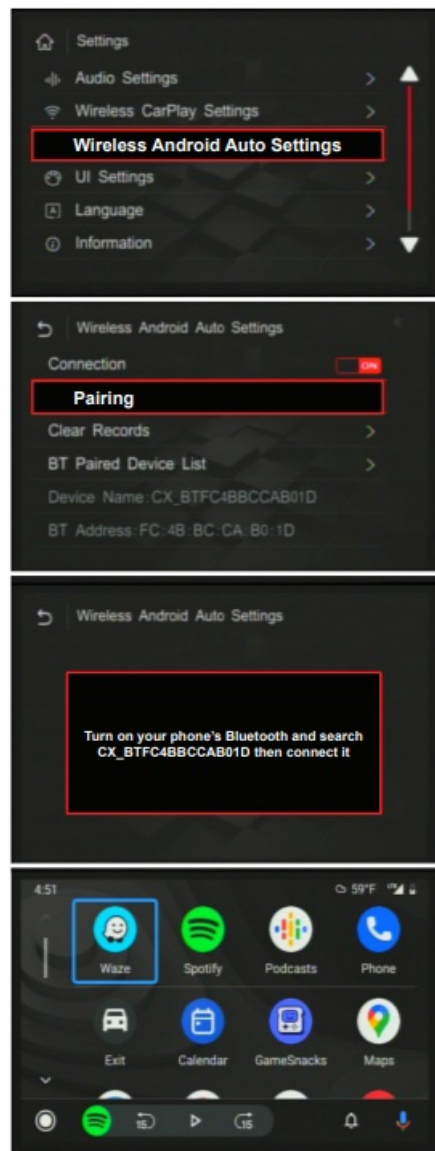 Settings
Audio Settings
Wireless CarPlay Settings
Wireless Android Auto Settings
UI Settings
A Language
Information
Wireless Android Auto Settings
Connection ON
Pairing
Clear Records
BT Paired Device List
Device Name:CX_BTFC4BBCCAB01D
BT Address:FC:4B:BC:CA:B0:1D
Wireless Android Auto Settings
Turn on your phone's Bluetooth and search
CX_BTFC4BBCCAB01D then connect it
4:51 59°F LTE
Waze Spotify Podcasts Phone
Exit Calendar GameSnacks Maps
15 15